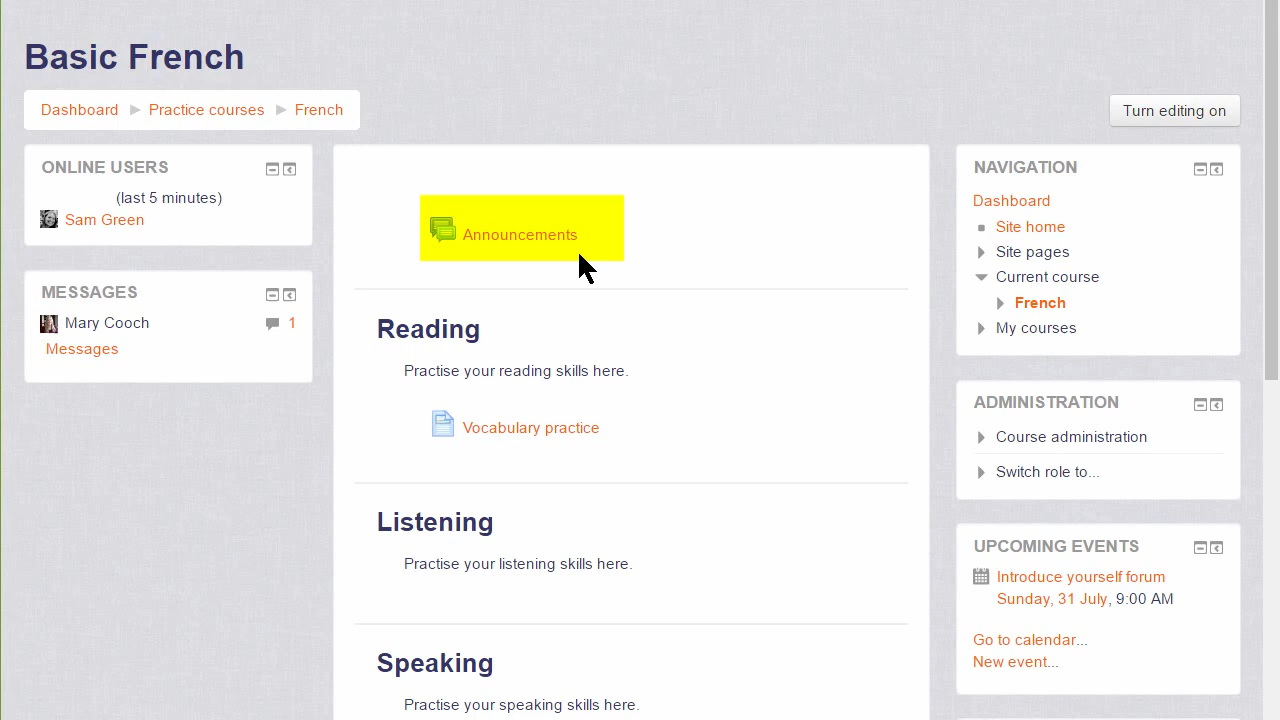 Basic French
Dashboard Practice courses French
Turn editing on
ONLINE USERS
(last 5 minutes)
Sam Green
MESSAGES
Mary Cooch 1
Messages
Announcements
Reading
Practise your reading skills here.
Vocabulary practice
Listening
Practise your listening skills here.
Speaking
Practise your speaking skills here.
NAVIGATION
Dashboard
Site home
Site pages
Current course
French
My courses
ADMINISTRATION
Course administration
Switch role to...
UPCOMING EVENTS
Introduce yourself forum
Sunday, 31 July, 9:00 AM
Go to calendar...
New event...